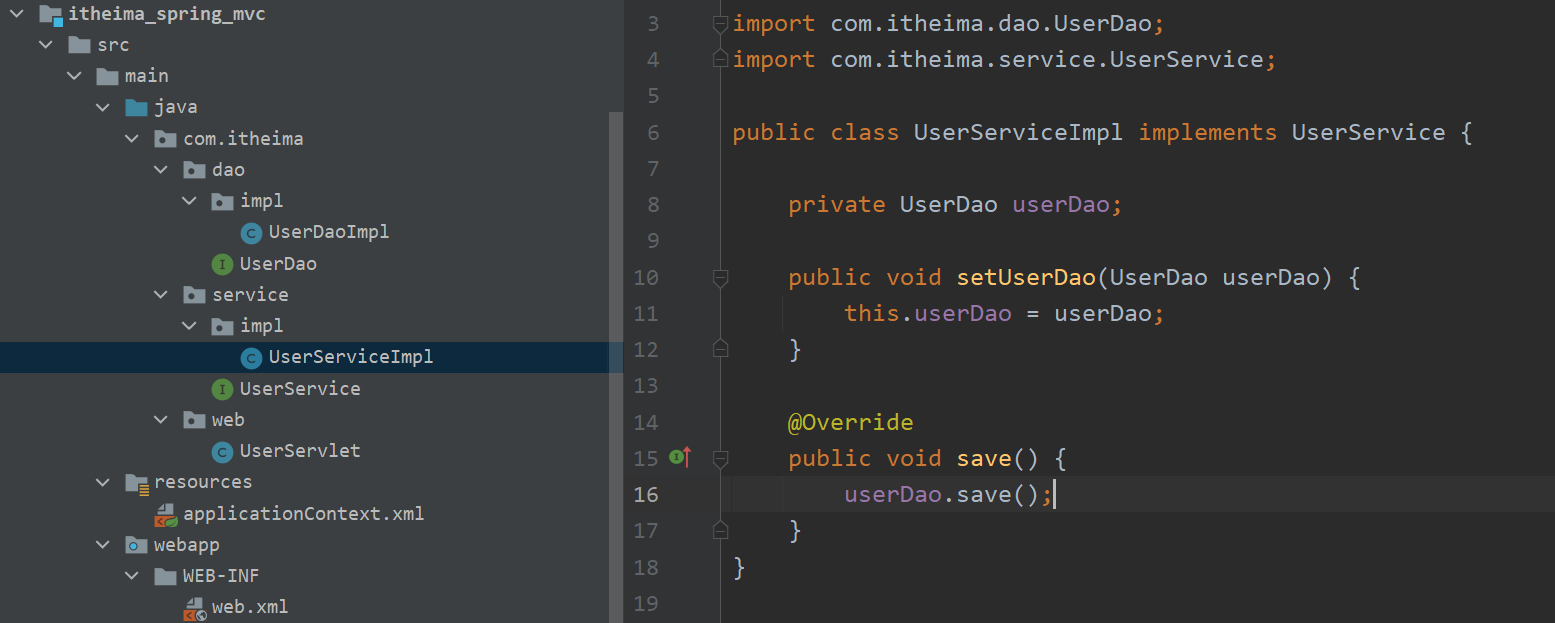 itheima_spring_mvc
src
main
java
com.itheima
dao
impl
UserDaoImpl
UserDao
service
impl
UserServiceImpl
UserService
web
UserServlet
resources
applicationContext.xml
webapp
WEB-INF
web.xml
3 import com.itheima.dao.UserDao;
4 import com.itheima.service.UserService;
5
6 public class UserServiceImpl implements UserService {
7
8 private UserDao userDao;
9
10 public void setUserDao(UserDao userDao) {
11 this.userDao = userDao;
12 }
13
14 @Override
15 public void save() {
16 userDao.save();
17 }
18 }
19